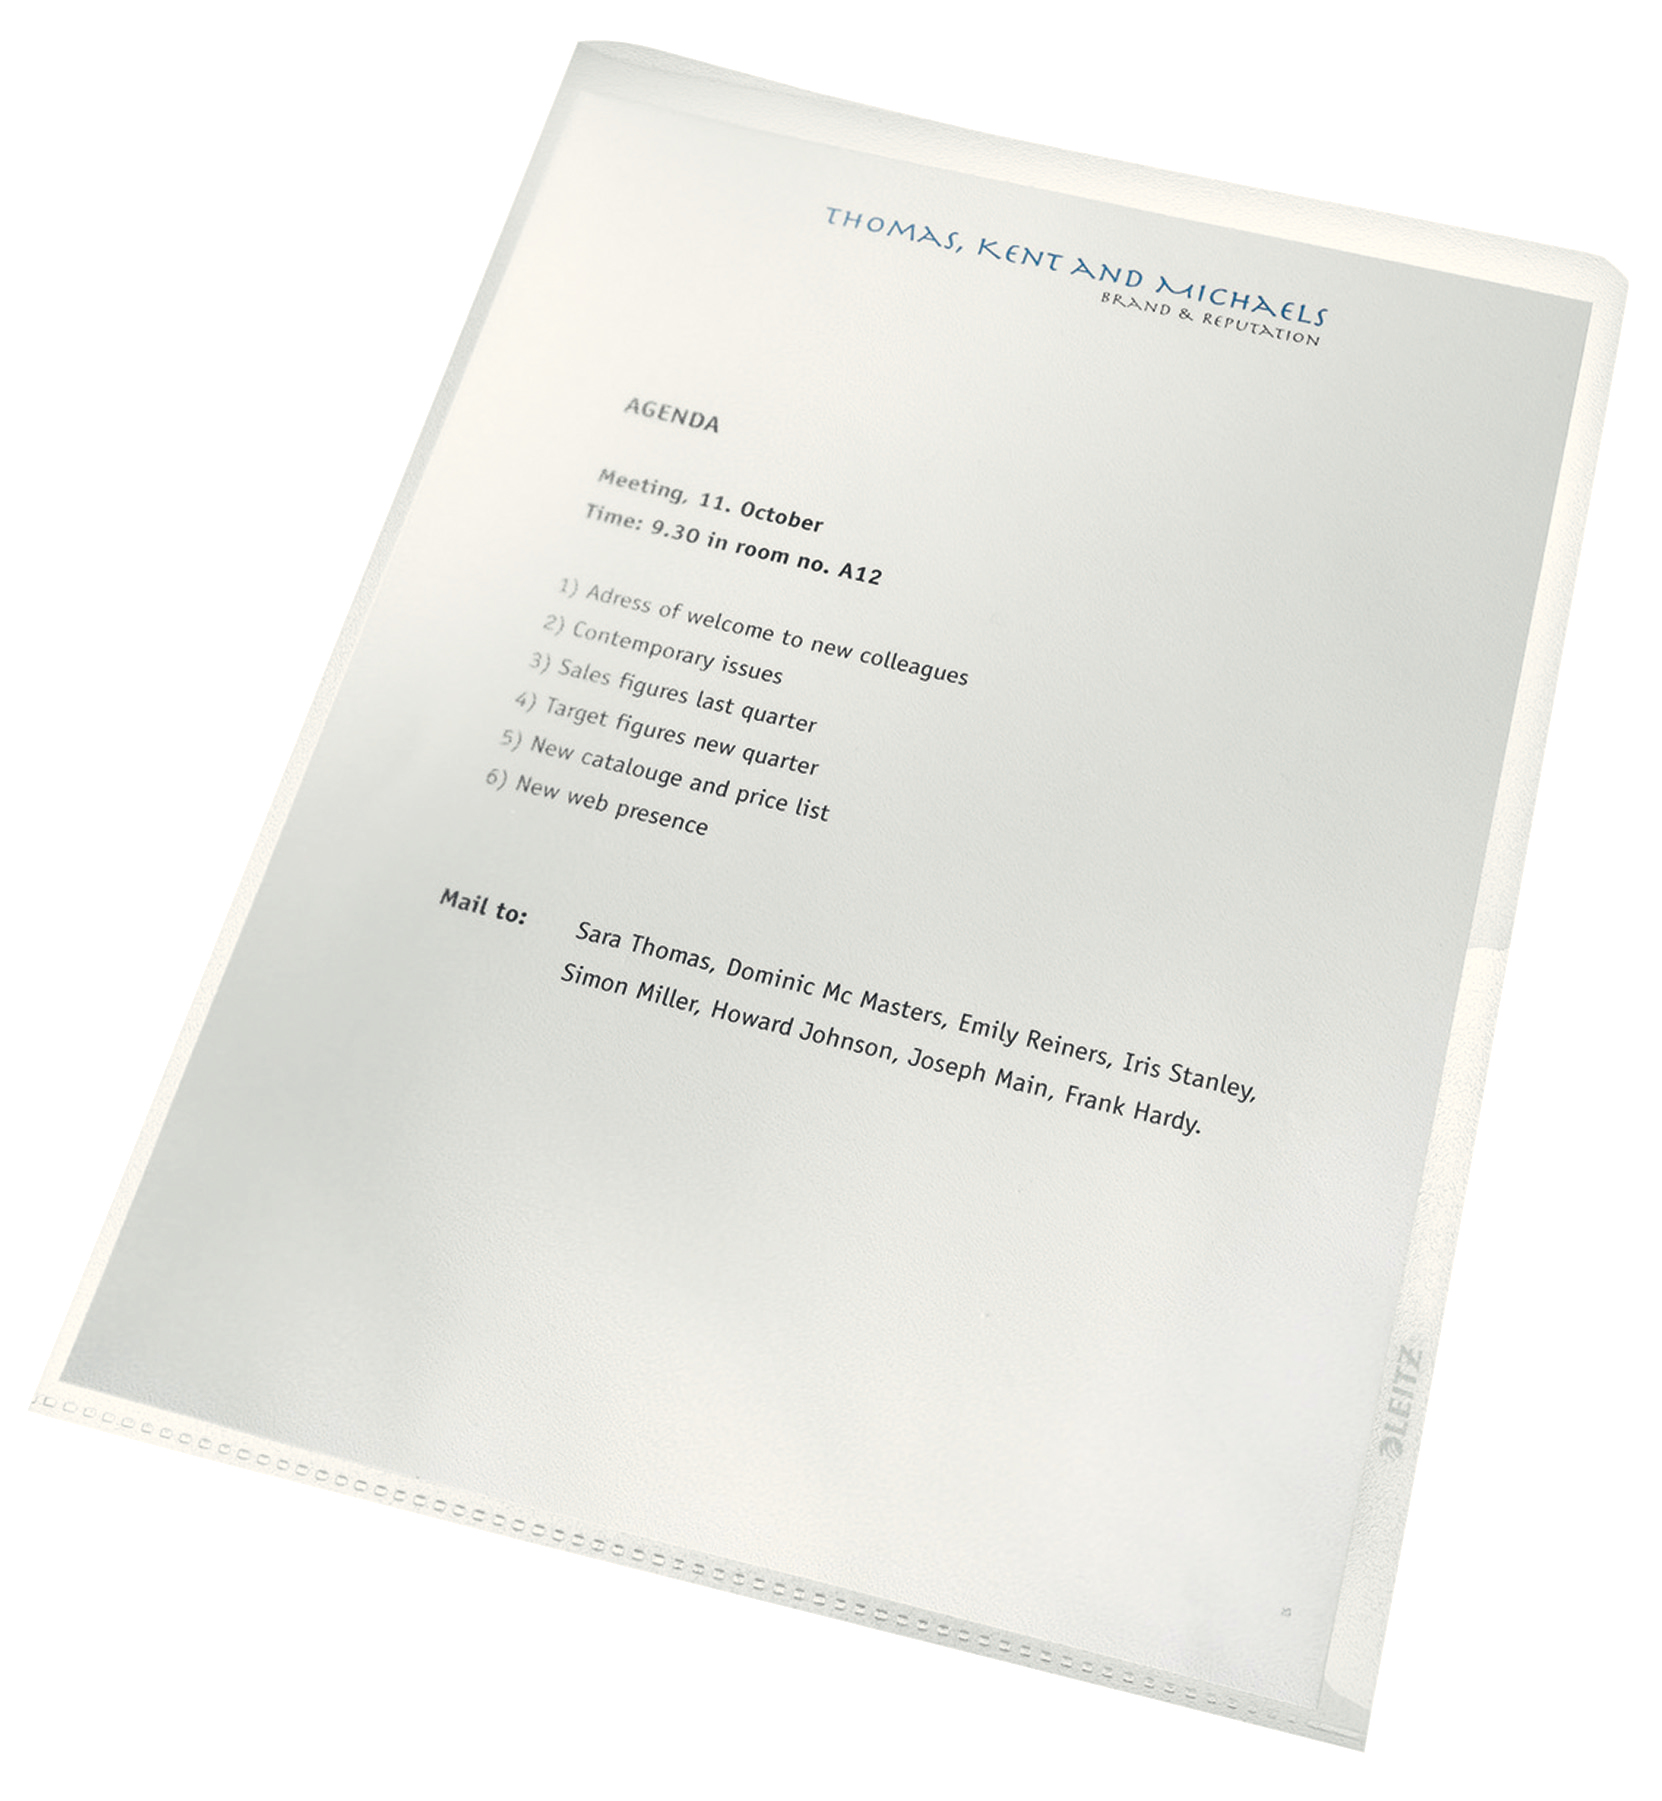 THOMAS, KENT AND MICHAELS
BRAND & REPUTATION
AGENDA
Meeting, 11. October
Time: 9.30 in room no. A12
1) Adress of welcome to new colleagues
2) Contemporary issues
3) Sales figures last quarter
4) Target figures new quarter
5) New catalouge and price list
6) New web presence
Mail to:
Sara Thomas, Dominic Mc Masters, Emily Reiners, Iris Stanley,
Simon Miller, Howard Johnson, Joseph Main, Frank Hardy.
LEITZ